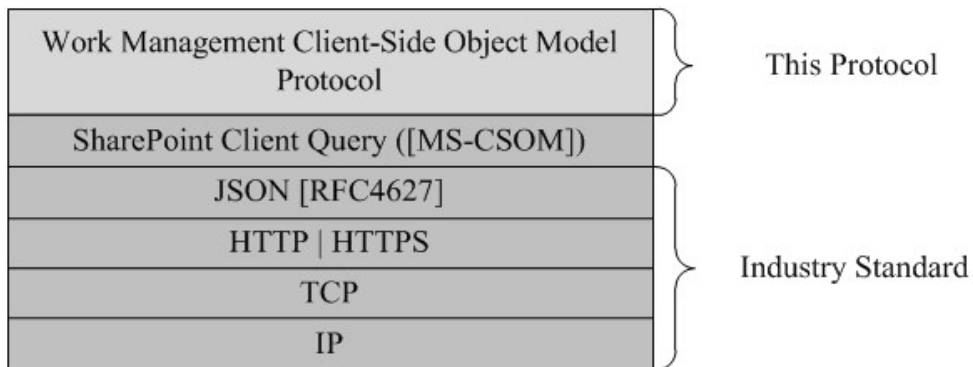 Work Management Client-Side Object Model
Protocol
This Protocol
SharePoint Client Query ([MS-CSOM])
JSON [RFC4627]
HTTP | HTTPS
Industry Standard
TCP
IP